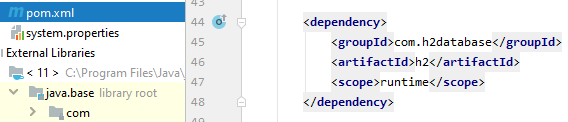 pom.xml
system.properties
External Libraries
< 11 > C:\Program Files\Java\
java.base library root
com
43
44 <dependency>
45 <groupId>com.h2database</groupId>
46 <artifactId>h2</artifactId>
47 <scope>runtime</scope>
48 </dependency>